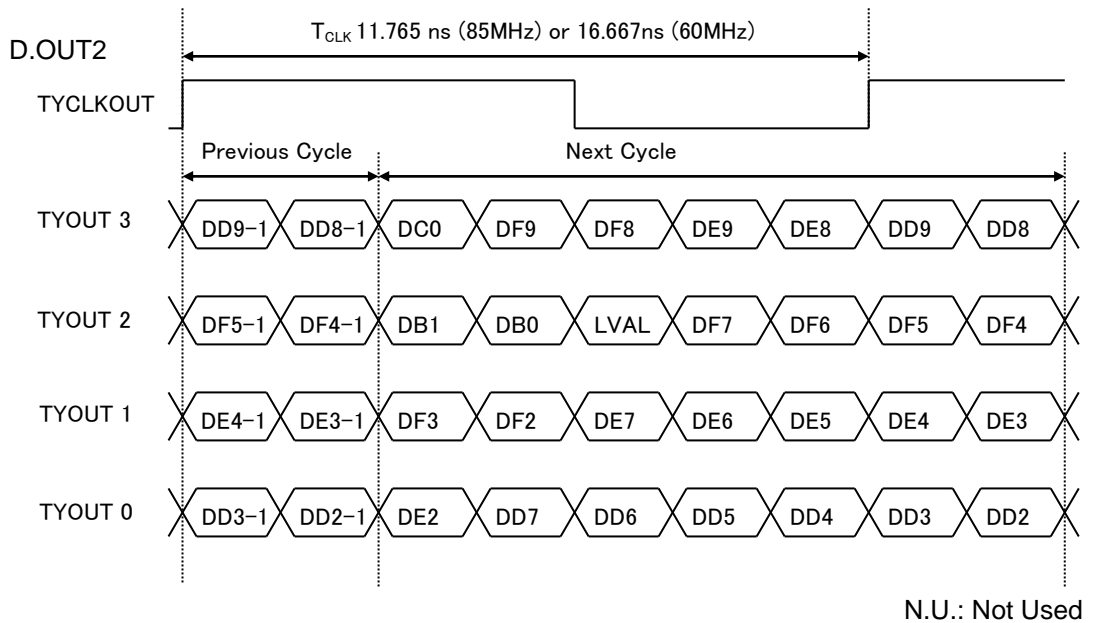 T_CLK 11.765 ns (85MHz) or 16.667ns (60MHz)
D.OUT2
TYCLKOUT
Previous Cycle Next Cycle
TYOUT 3 DD9-1 DD8-1 DC0 DF9 DF8 DE9 DE8 DD9 DD8
TYOUT 2 DF5-1 DF4-1 DB1 DB0 LVAL DF7 DF6 DF5 DF4
TYOUT 1 DE4-1 DE3-1 DF3 DF2 DE7 DE6 DE5 DE4 DE3
TYOUT 0 DD3-1 DD2-1 DE2 DD7 DD6 DD5 DD4 DD3 DD2
N.U.: Not Used